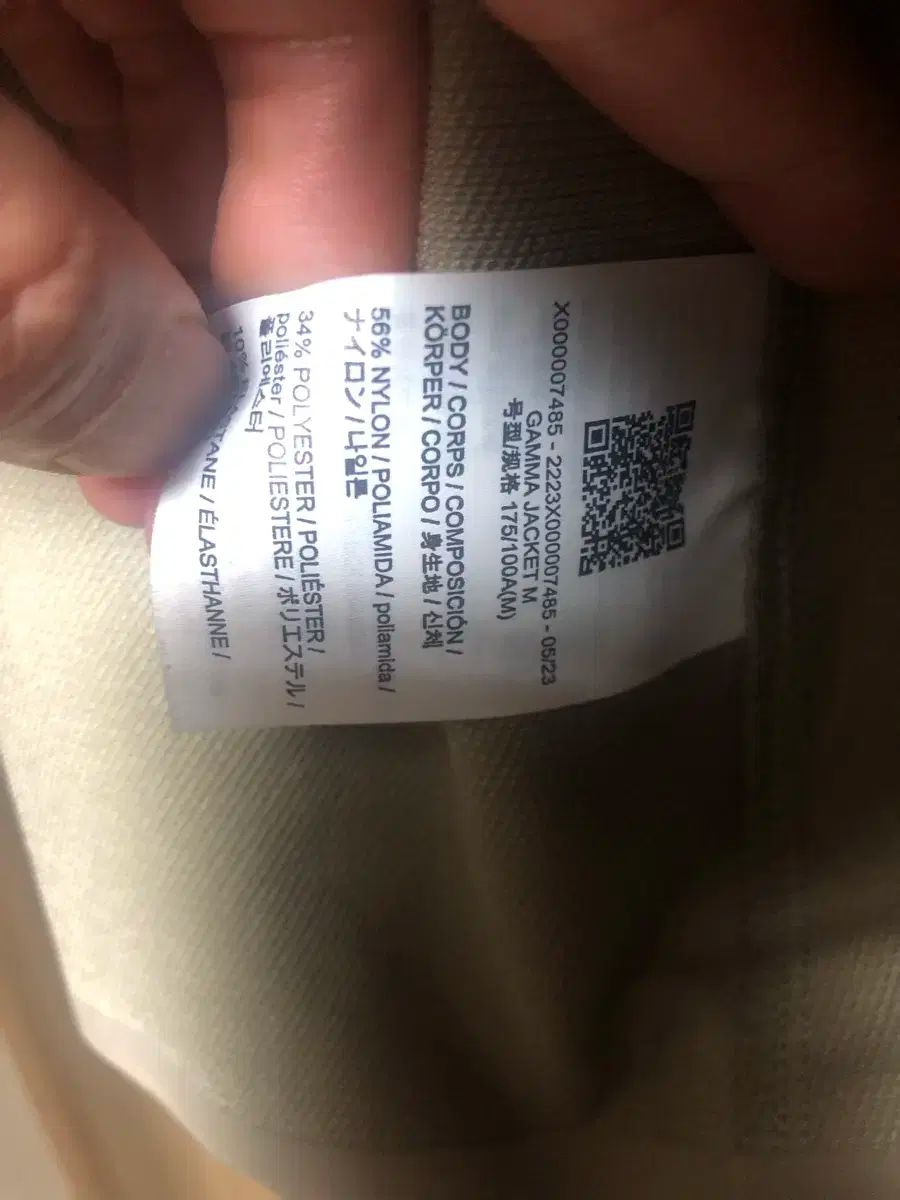 X000007485 - 2223X000007485 - 05/23
GAMMA JACKET M
号型/规格 175/100A(M)
BODY / CORPS / COMPOSICIÓN /
KÖRPER / CORPO / 身生地 / 신체
56% NYLON / POLIAMIDA / poliamida /
ナイロン / 나일론
34% POLYESTER / POLIÉSTER /
poliéster / POLIESTERE / ポリエステル /
폴리에스터
/ ÉLASTHANNE /